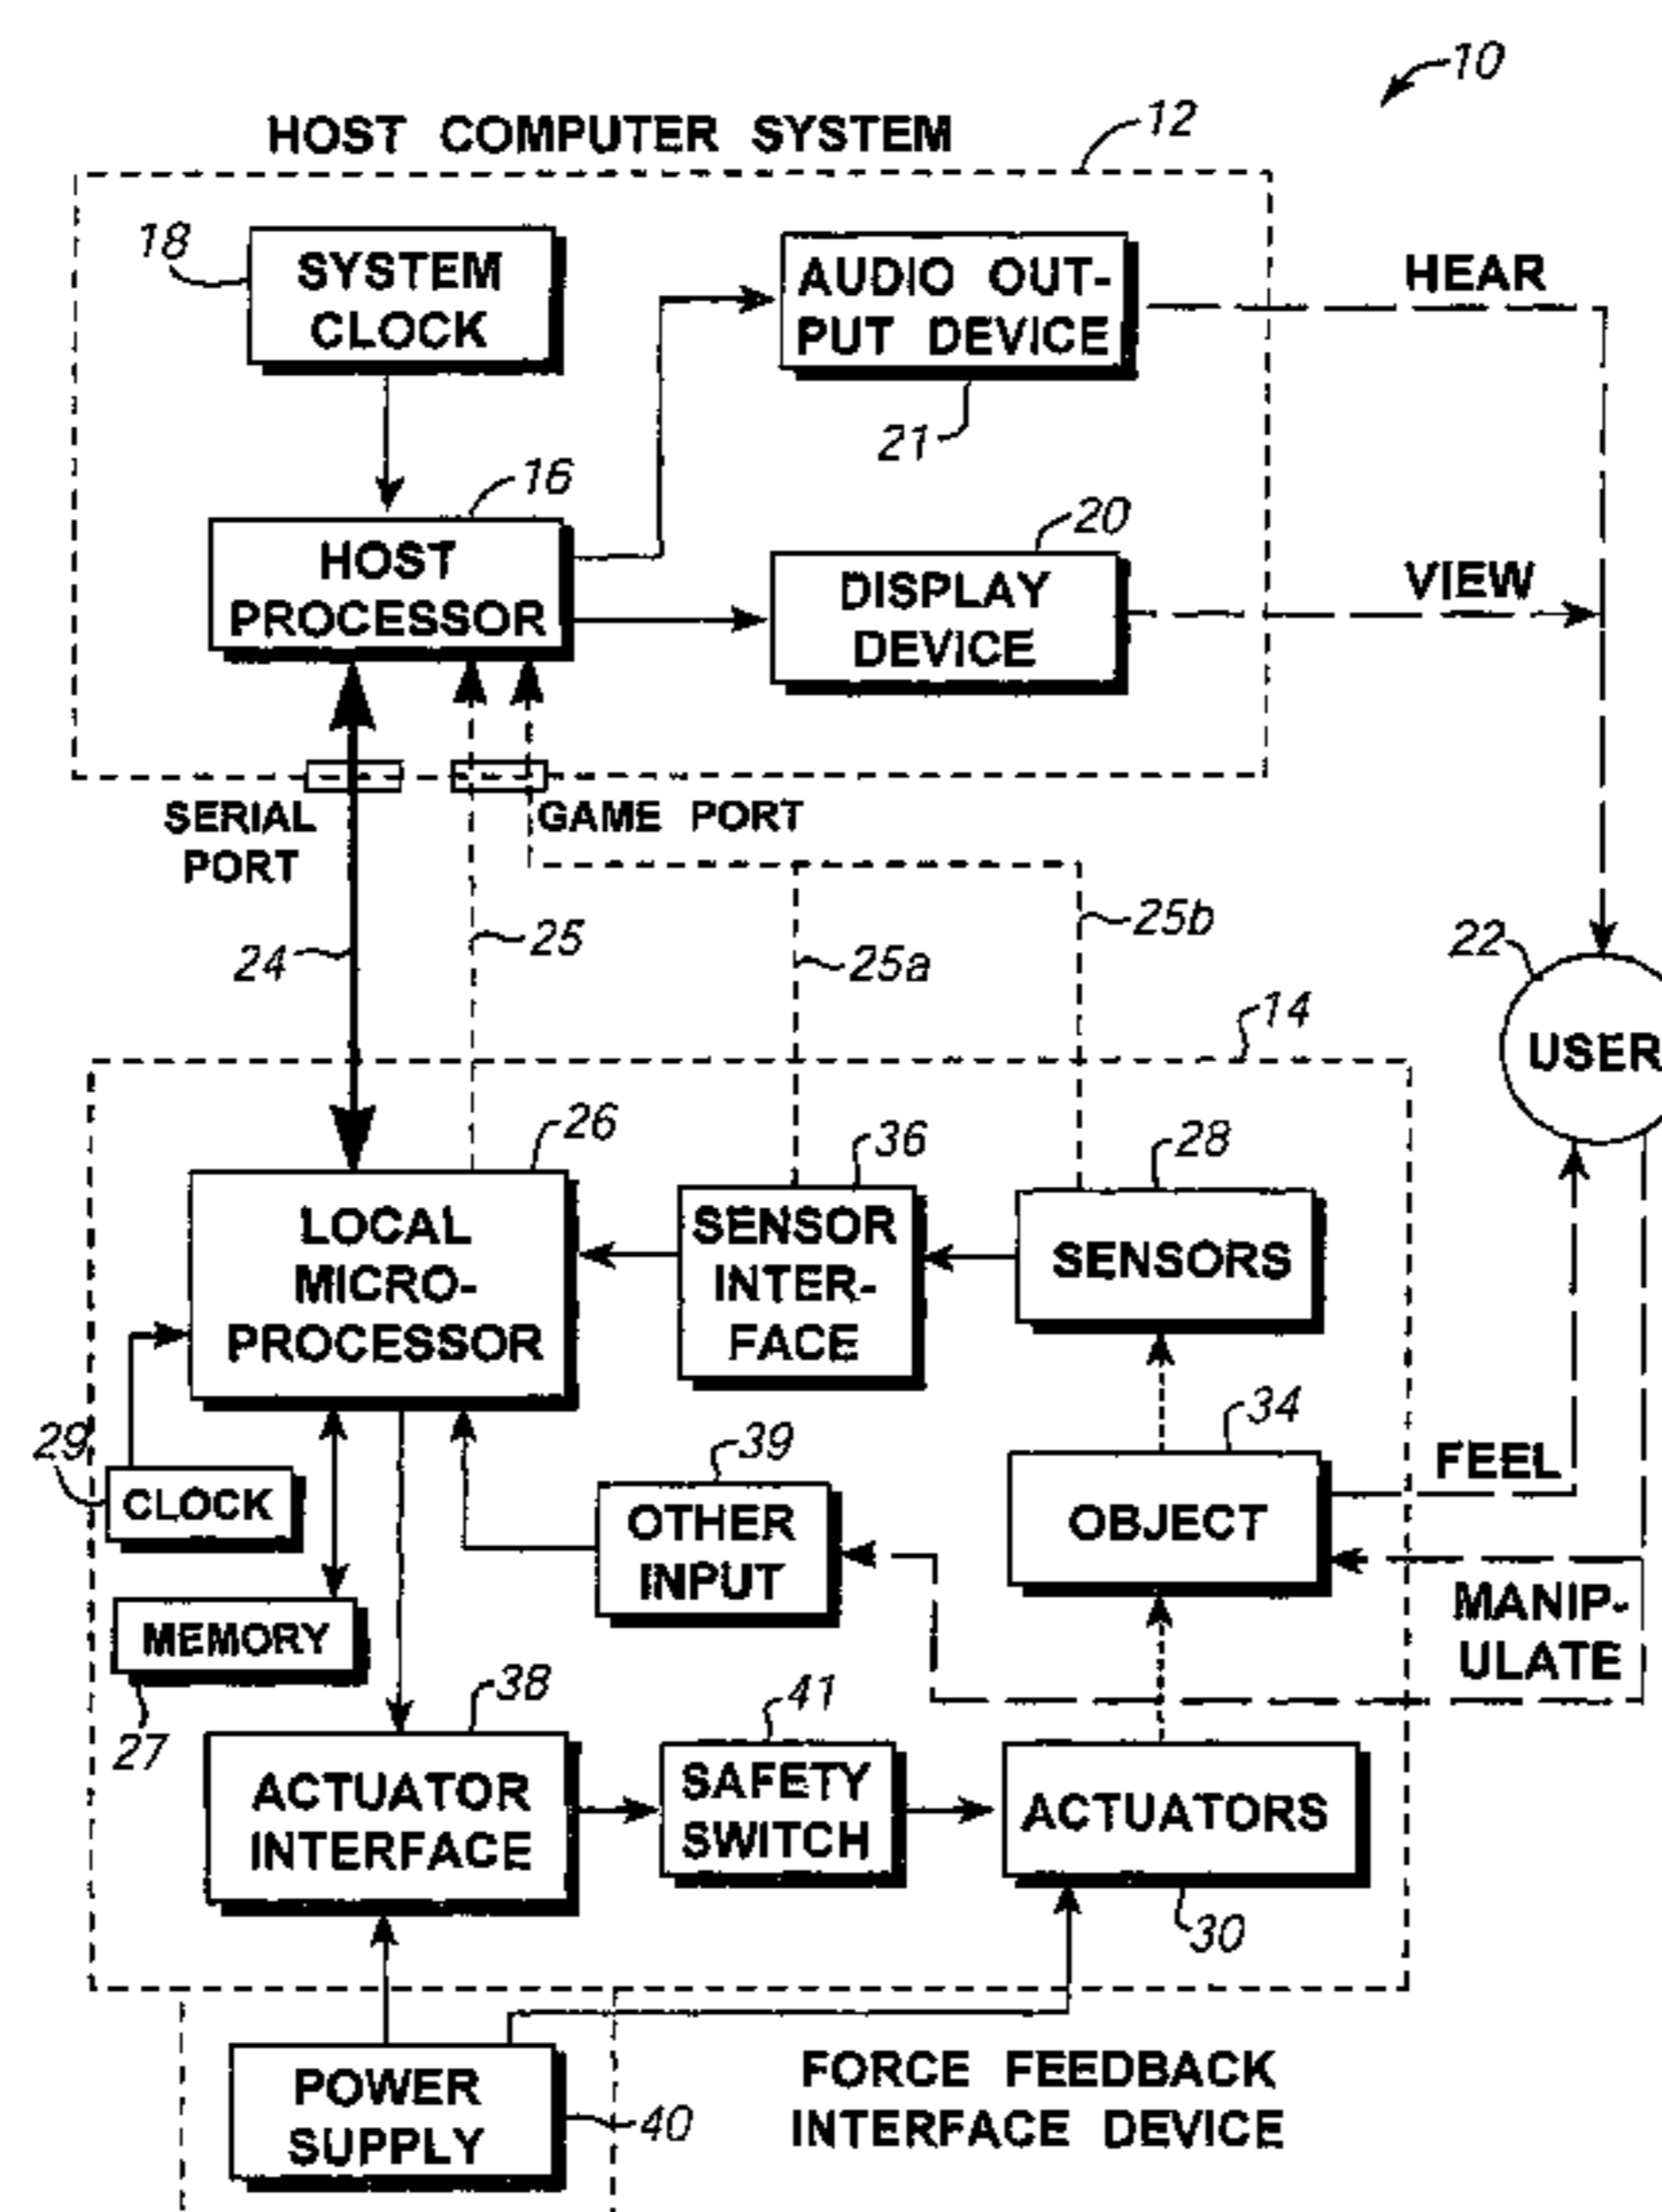 10
HOST COMPUTER SYSTEM
12
18
SYSTEM
CLOCK
AUDIO OUT-
PUT DEVICE
21
HEAR
16
HOST
PROCESSOR
20
DISPLAY
DEVICE
VIEW
SERIAL
PORT
GAME PORT
24
25
25a
25b
22
USER
14
26
LOCAL
MICRO-
PROCESSOR
36
SENSOR
INTER-
FACE
28
SENSORS
29
CLOCK
39
OTHER
INPUT
34
OBJECT
FEEL
MANIP-
ULATE
MEMORY
27
38
ACTUATOR
INTERFACE
41
SAFETY
SWITCH
ACTUATORS
30
POWER
SUPPLY
40
FORCE FEEDBACK
INTERFACE DEVICE